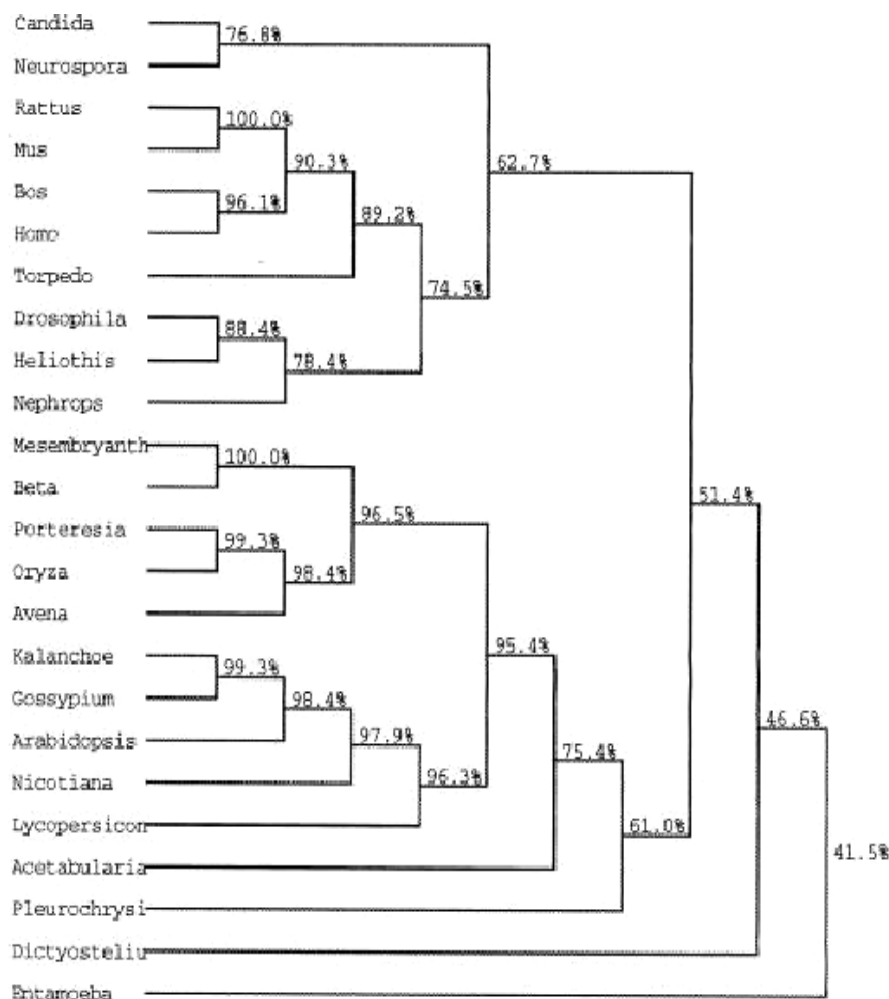 Candida
76.8%
Neurospora
Rattus
100.0%
Mus
90.3%
62.7%
Bos
96.1%
89.2%
Homo
Torpedo
74.5%
Drosophila
88.4%
Heliothis
78.4%
Nephrops
Mesembryanth
100.0%
Beta
51.4%
96.5%
Porteresia
99.3%
Oryza
98.4%
Avena
95.4%
Kalanchoe
99.3%
Gossypium
98.4%
Arabidopsis
97.9%
46.6%
75.4%
Nicotiana
96.3%
Lycopersicon
61.0%
41.5%
Acetabularia
Pleurochrysi
Dictyosteliu
Entamoeba